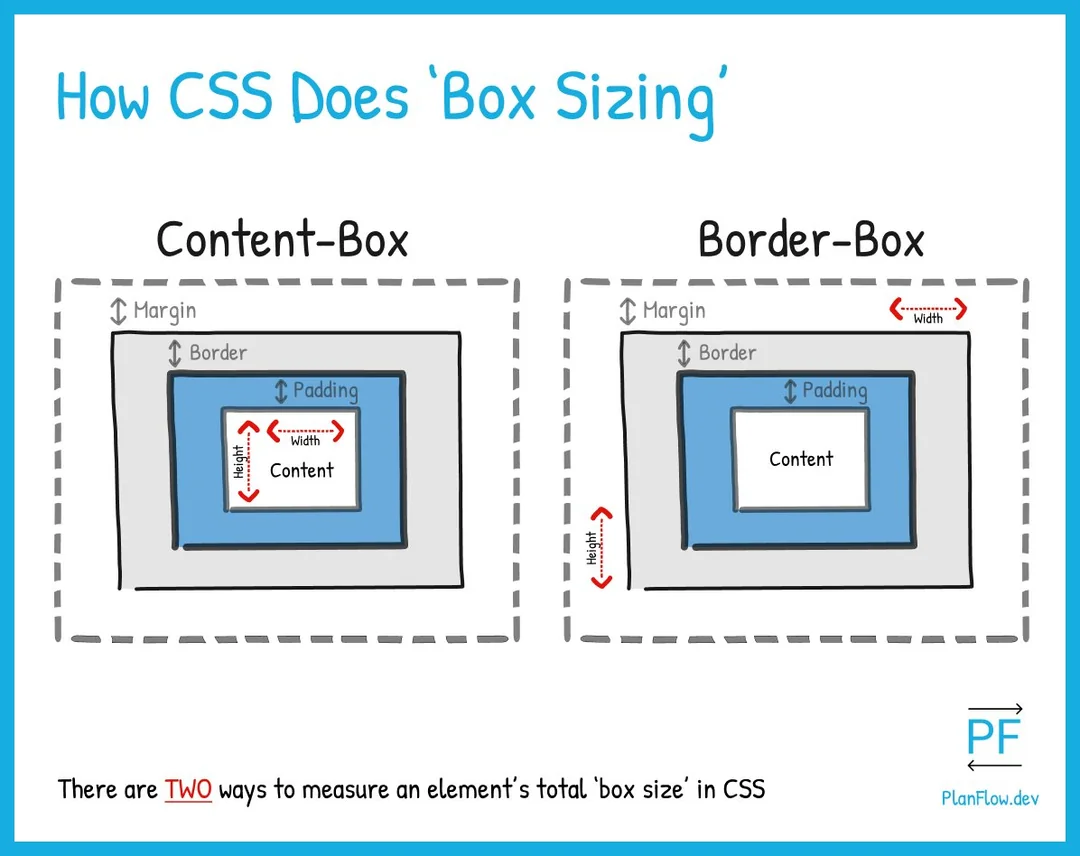 How CSS Does ‘Box Sizing’
Content-Box
Margin
Border
Padding
Width
Height
Content
Border-Box
Margin
Width
Border
Padding
Content
Height
PF
There are TWO ways to measure an element's total ‘box size’ in CSS
PlanFlow.dev